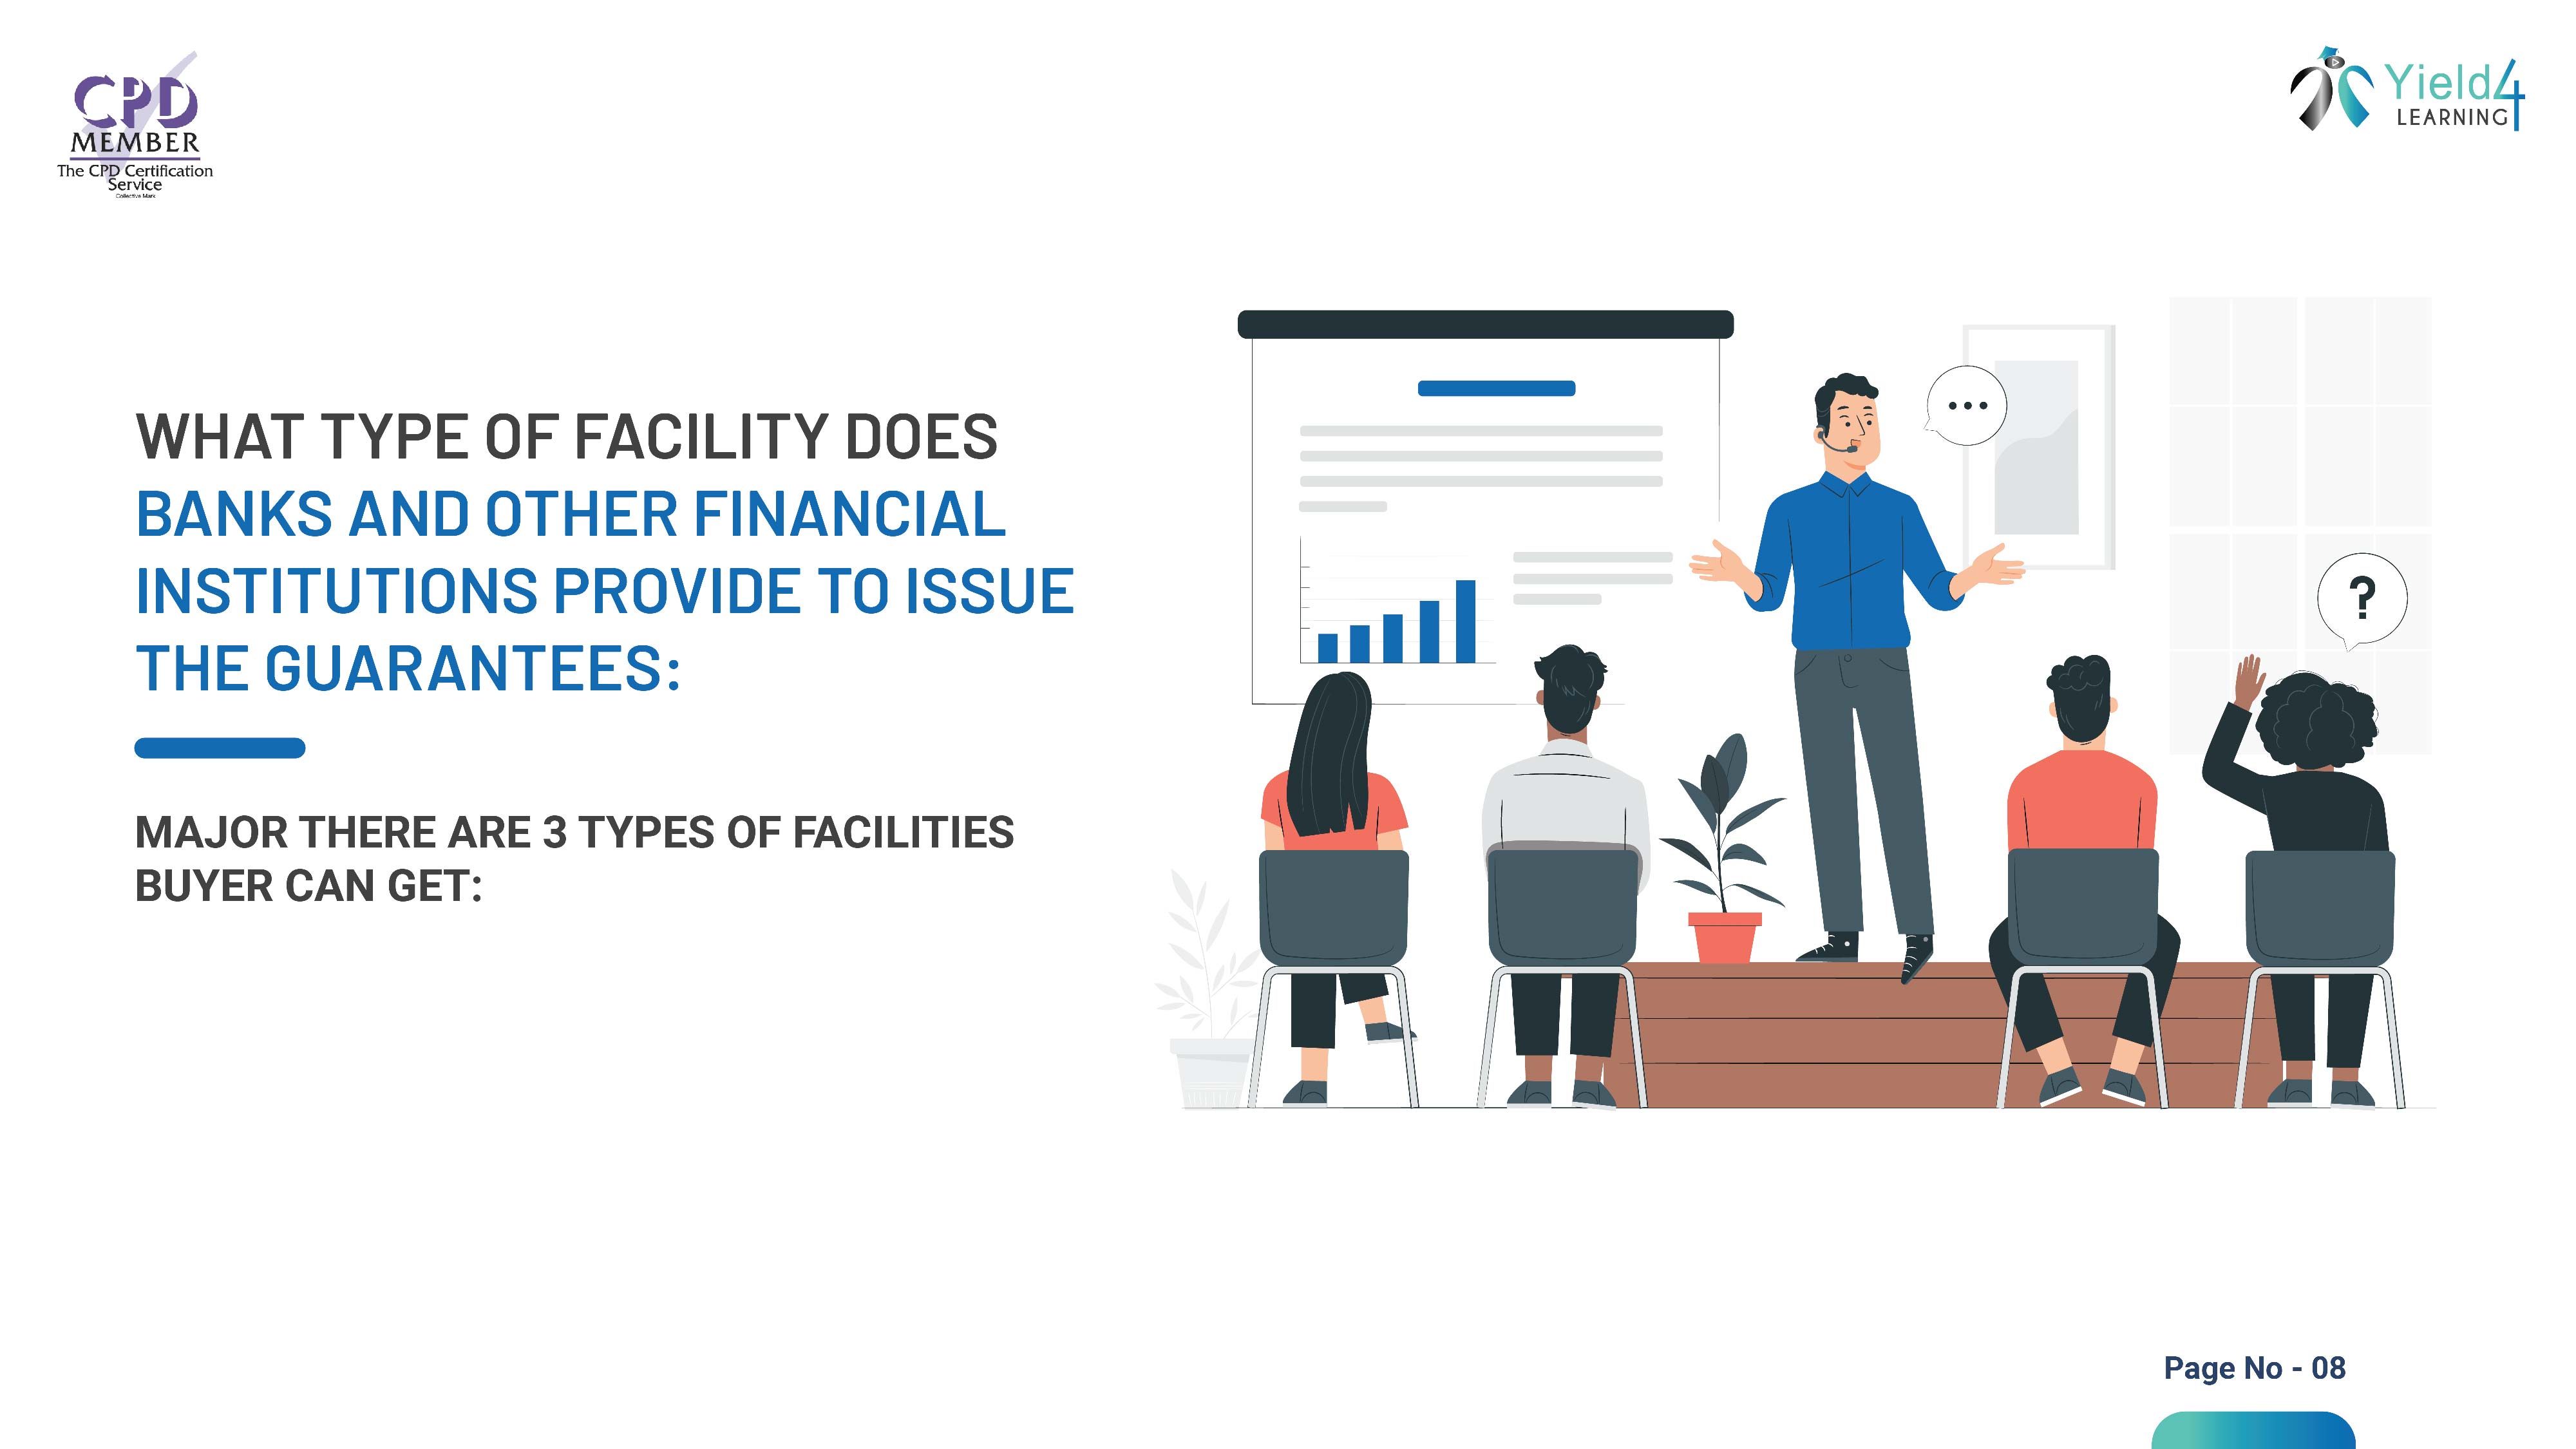 CPD
MEMBER
The CPD Certification
Service
Collective Mark
Yield4
LEARNING
WHAT TYPE OF FACILITY DOES
BANKS AND OTHER FINANCIAL
INSTITUTIONS PROVIDE TO ISSUE
THE GUARANTEES:
MAJOR THERE ARE 3 TYPES OF FACILITIES
BUYER CAN GET:
?
Page No - 08